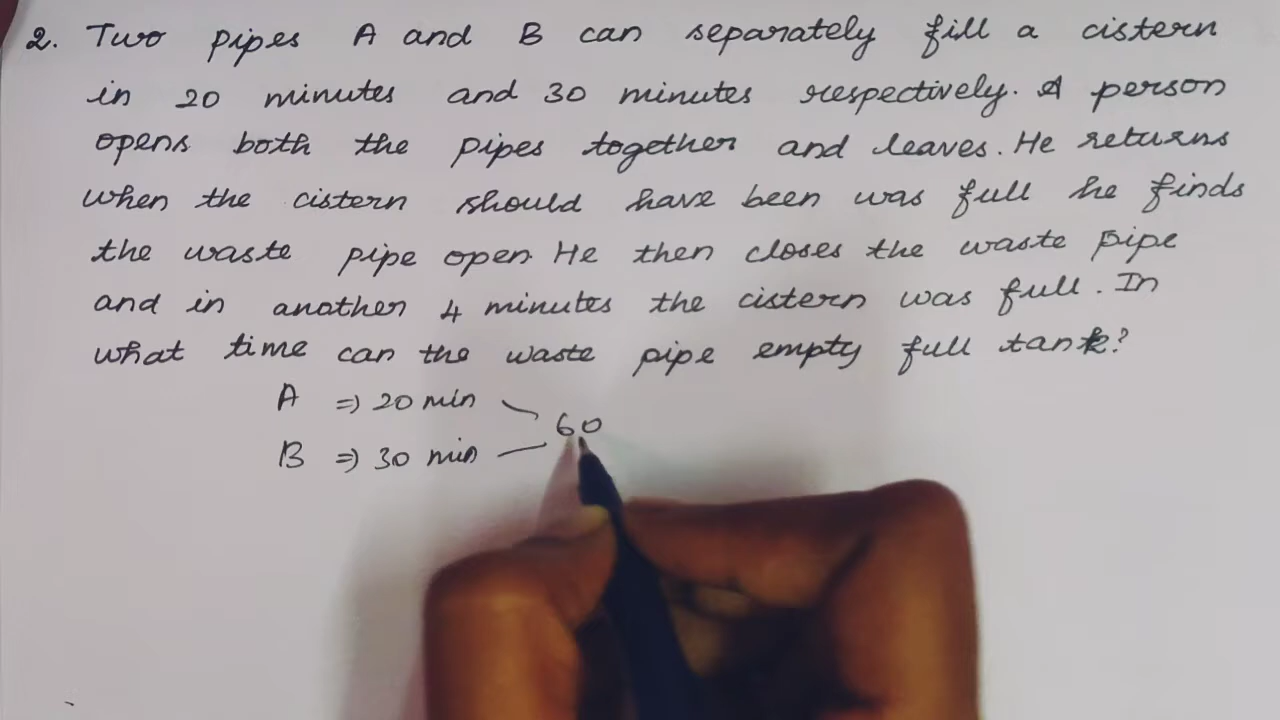 2. Two pipes A and B can separately fill a cistern
in 20 minutes and 30 minutes respectively. A person
opens both the pipes together and leaves. He returns
when the cistern should have been was full he finds
the waste pipe open. He then closes the waste pipe
and in another 4 minutes the cistern was full. In
what time can the waste pipe empty full tank?
A ⇒ 20 min
60
B ⇒ 30 min